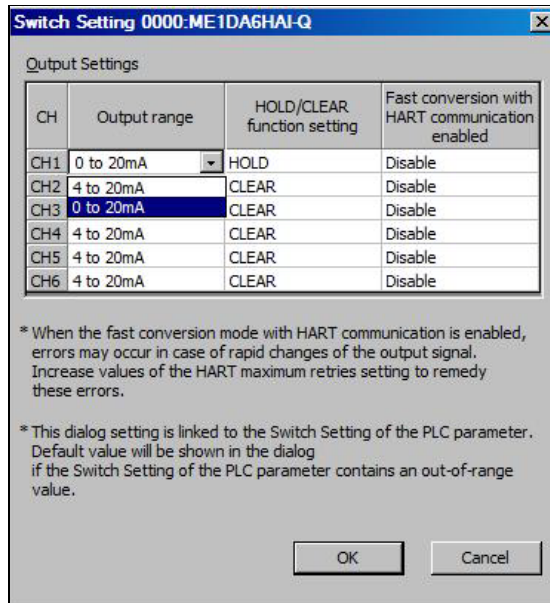 Switch Setting 0000:ME1DA6HAI-Q
Output Settings
CH Output range HOLD/CLEAR function setting Fast conversion with HART communication enabled
CH1 0 to 20mA HOLD Disable
CH2 4 to 20mA CLEAR Disable
CH3 0 to 20mA CLEAR Disable
CH4 4 to 20mA CLEAR Disable
CH5 4 to 20mA CLEAR Disable
CH6 4 to 20mA CLEAR Disable
* When the fast conversion mode with HART communication is enabled,
errors may occur in case of rapid changes of the output signal.
Increase values of the HART maximum retries setting to remedy
these errors.
* This dialog setting is linked to the Switch Setting of the PLC parameter.
Default value will be shown in the dialog
if the Switch Setting of the PLC parameter contains an out-of-range
value.
OK Cancel